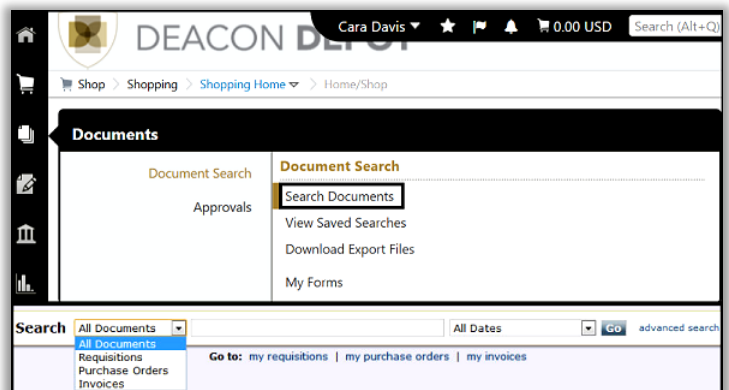 Cara Davis 0.00 USD Search (Alt+Q)
DEACON DEPOT
Shop > Shopping > Shopping Home > Home/Shop
Documents
Document Search
Approvals
Document Search
Search Documents
View Saved Searches
Download Export Files
My Forms
Search All Documents All Dates Go advanced search
All Documents
Requisitions
Purchase Orders
Invoices
Go to: my requisitions | my purchase orders | my invoices